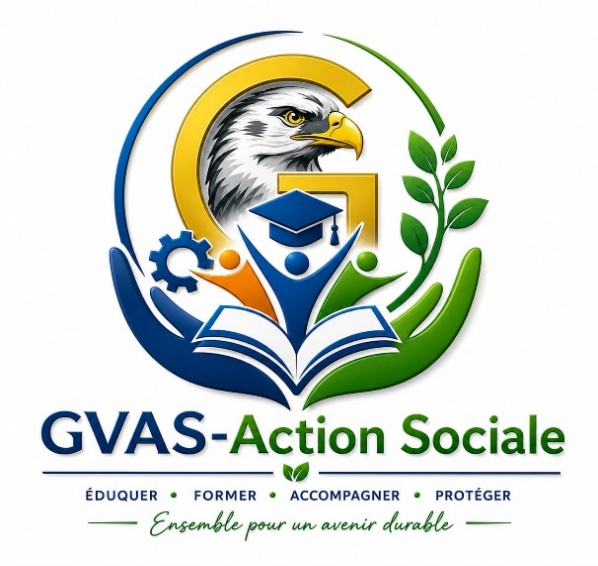 G
GVAS-Action Sociale
ÉDUQUER • FORMER • ACCOMPAGNER • PROTÉGER
Ensemble pour un avenir durable